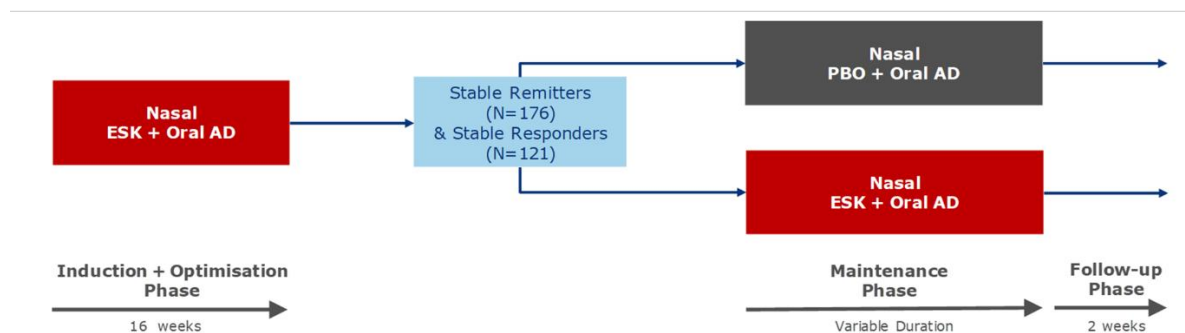 Nasal
ESK + Oral AD
Stable Remitters
(N=176)
& Stable Responders
(N=121)
Nasal
PBO + Oral AD
Nasal
ESK + Oral AD
Induction + Optimisation
Phase
16 weeks
Maintenance
Phase
Variable Duration
Follow-up
Phase
2 weeks